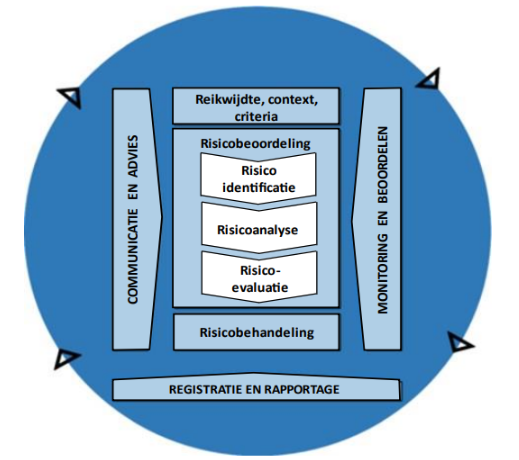 Reikwijdte, context,
criteria
Risicobeoordeling
Risico
identificatie
Risicoanalyse
Risico-
evaluatie
Risicobehandeling
COMMUNICATIE EN ADVIES
MONITORING EN BEOORDELEN
REGISTRATIE EN RAPPORTAGE